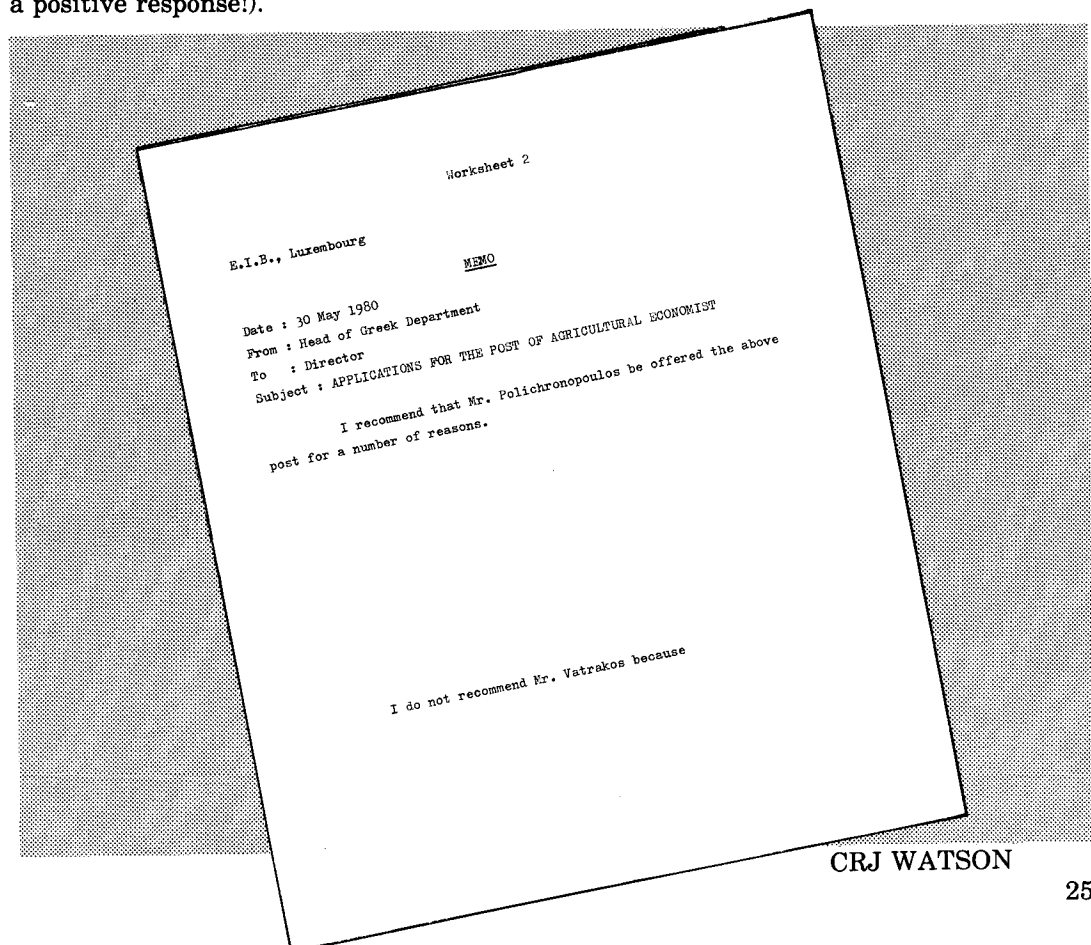 a positive response!).
Worksheet 2
E.I.B., Luxembourg
MEMO
Date : 30 May 1980
From : Head of Greek Department
To : Director
Subject : APPLICATIONS FOR THE POST OF AGRICULTURAL ECONOMIST
I recommend that Mr. Polichronopoulos be offered the above
post for a number of reasons.
I do not recommend Mr. Vatrakos because
CRJ WATSON
25